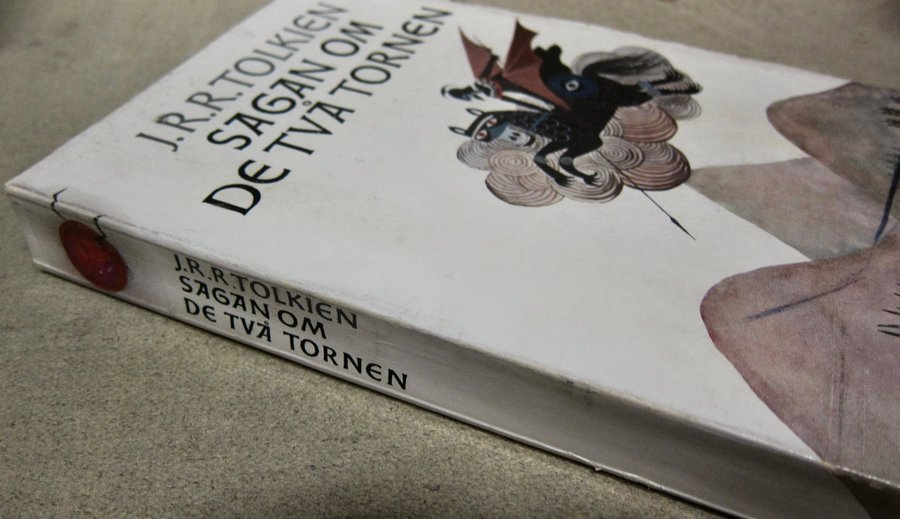 J.R.R.TOLKIEN
SAGAN OM
DE TVÅ TORNEN
J.R.R.TOLKIEN
SAGAN OM
DE TVÅ TORNEN